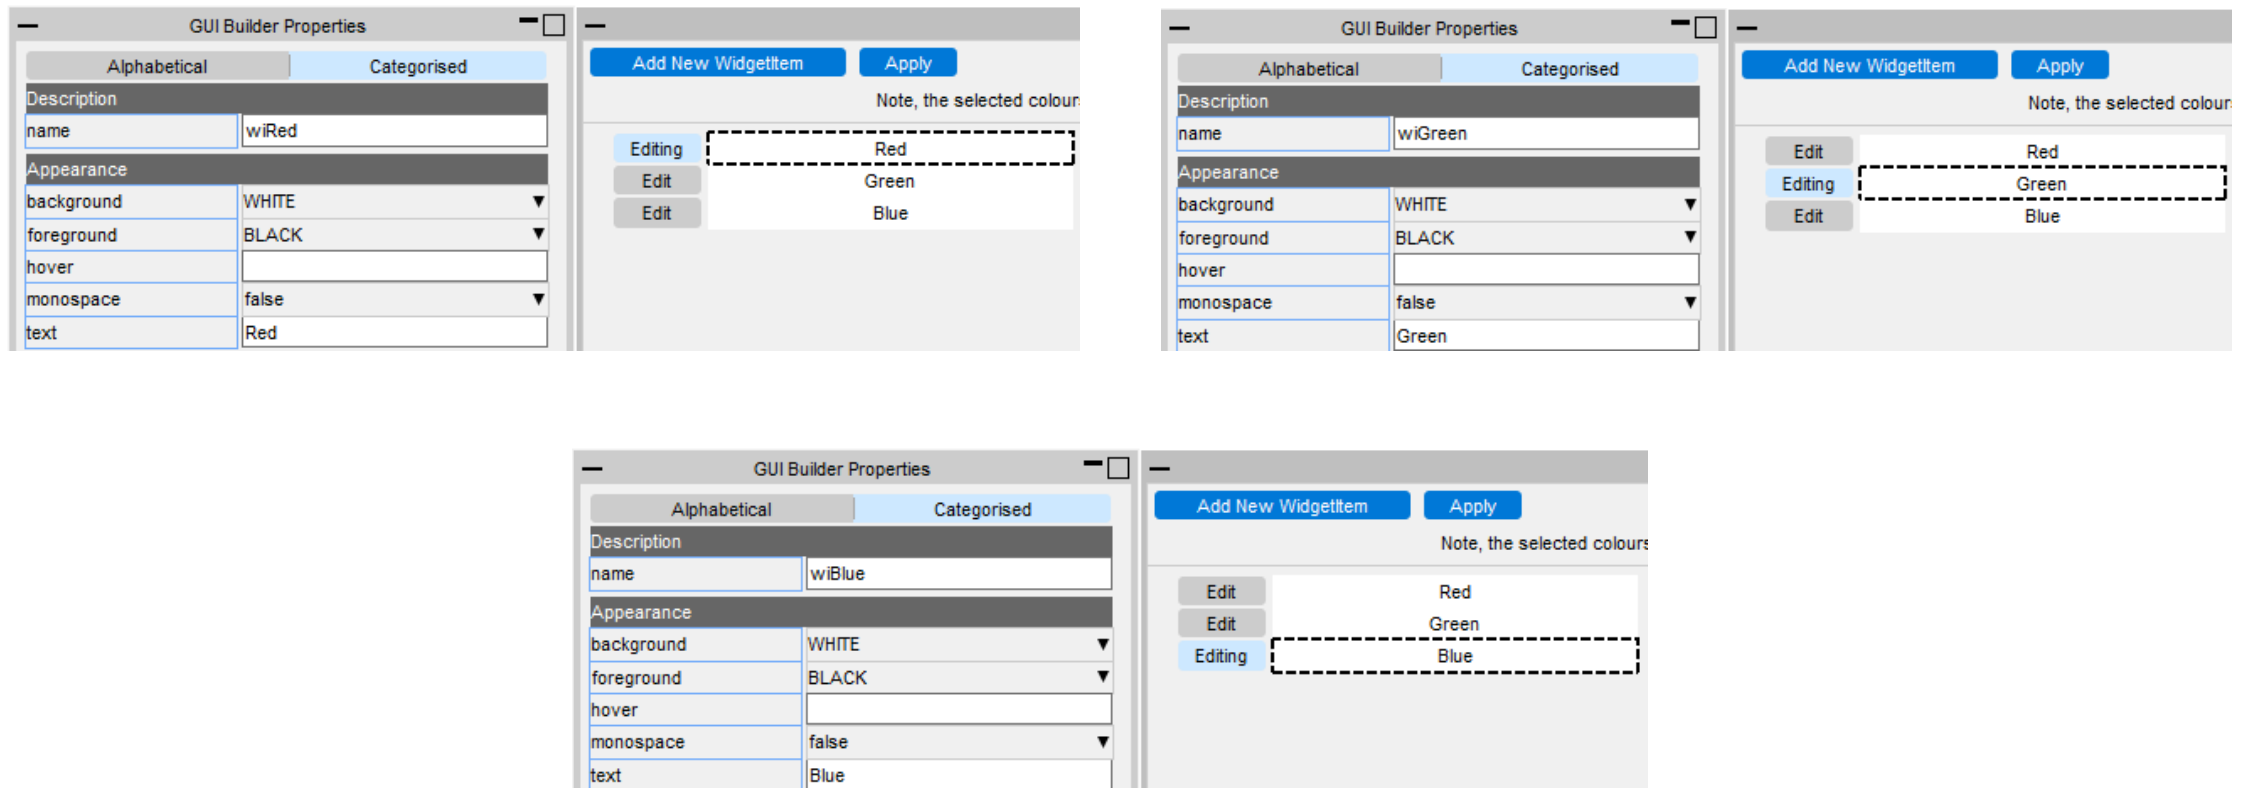 GUI Builder Properties
Alphabetical Categorised
Description
name wiRed
Appearance
background WHITE
foreground BLACK
hover
monospace false
text Red
Add New WidgetItem Apply
Note, the selected colour
Editing Red
Edit Green
Edit Blue
GUI Builder Properties
Alphabetical Categorised
Description
name wiGreen
Appearance
background WHITE
foreground BLACK
hover
monospace false
text Green
Add New WidgetItem Apply
Note, the selected colour
Edit Red
Editing Green
Edit Blue
GUI Builder Properties
Alphabetical Categorised
Description
name wiBlue
Appearance
background WHITE
foreground BLACK
hover
monospace false
text Blue
Add New WidgetItem Apply
Note, the selected colours
Edit Red
Edit Green
Editing Blue